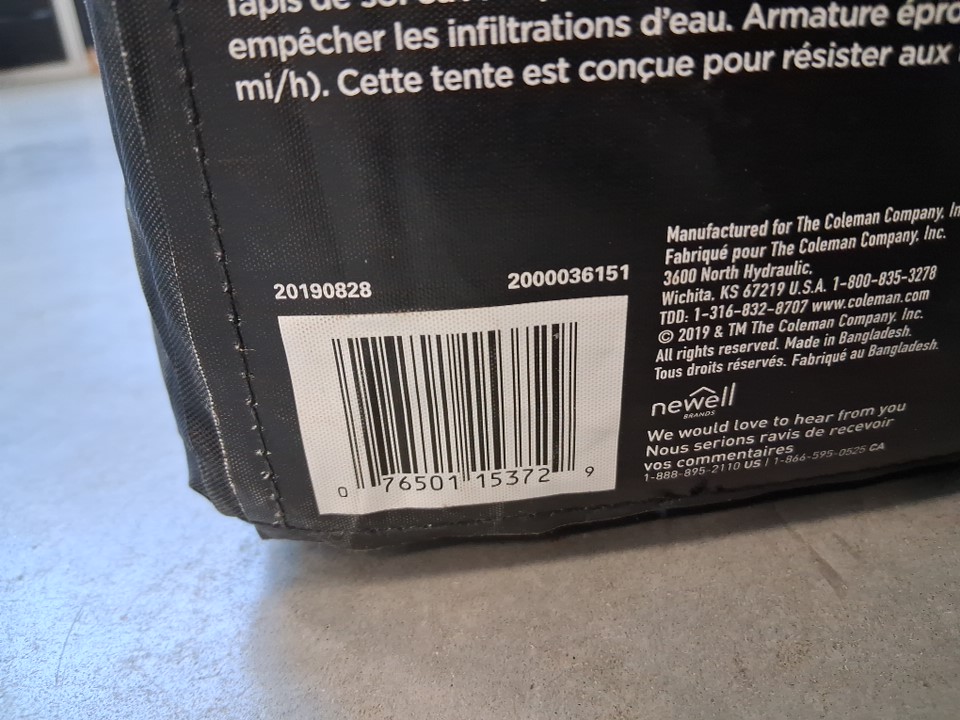 empêcher les infiltrations d'eau. Armature
mi/h). Cette tente est conçue pour résister aux
20190828
2000036151
0 76501 15372 9
Manufactured for The Coleman Company,
Fabriqué pour The Coleman Company, Inc.
3600 North Hydraulic,
Wichita, KS 67219 U.S.A. 1-800-835-3278
TDD: 1-316-832-8707 www.coleman.com
© 2019 & TM The Coleman Company, Inc.
All rights reserved. Made in Bangladesh.
Tous droits réservés. Fabriqué au Bangladesh.
newell
BRANDS
We would love to hear from you
Nous serions ravis de recevoir
vos commentaires
1-888-895-2110 US | 1-866-595-0525 CA